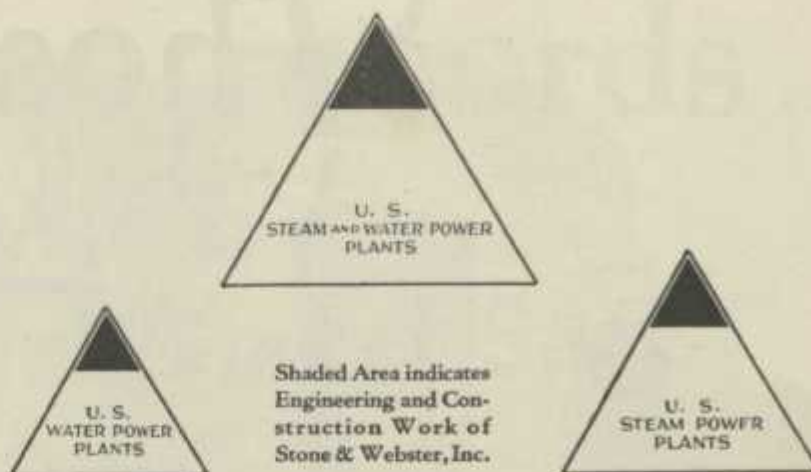 U. S.
STEAM AND WATER POWER
PLANTS
U. S.
WATER POWER
PLANTS
Shaded Area indicates
Engineering and Con-
struction Work of
Stone & Webster, Inc.
U. S.
STEAM POWER
PLANTS